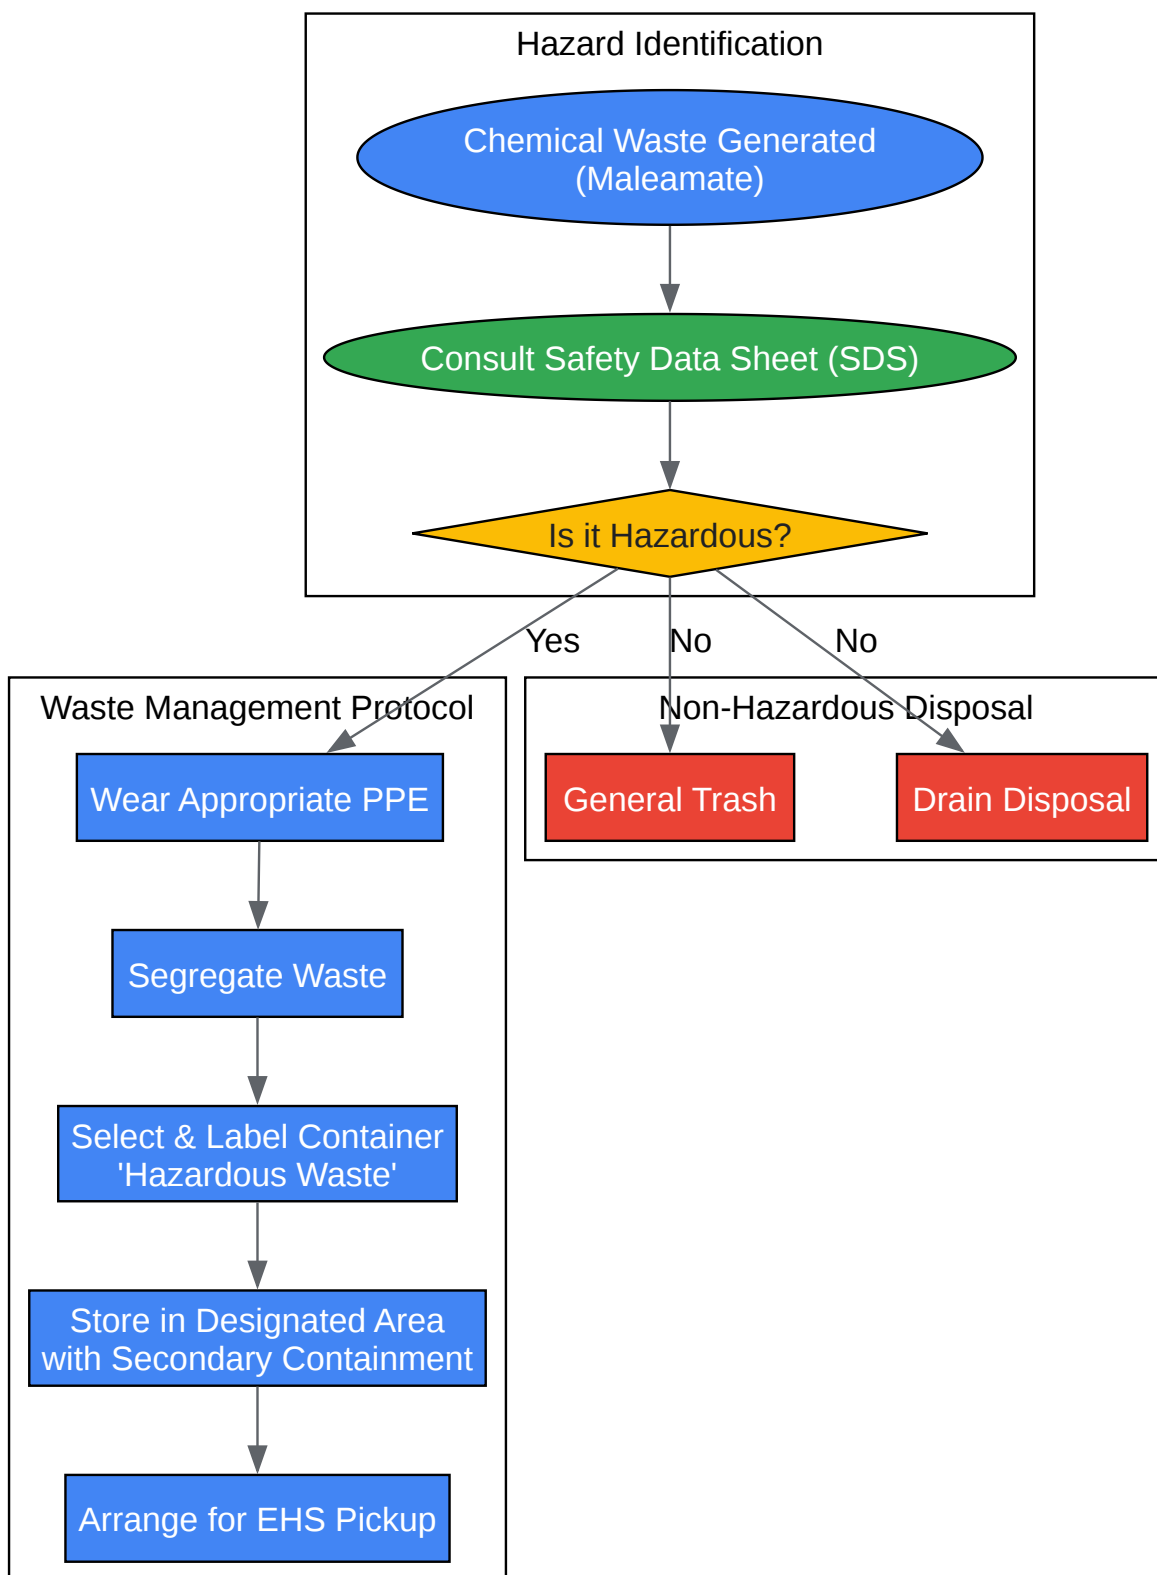 Hazard Identification
Chemical Waste Generated
(Maleamate)
Consult Safety Data Sheet (SDS)
Is it Hazardous?
Yes
No
No
Waste Management Protocol
Non-Hazardous Disposal
Wear Appropriate PPE
General Trash
Drain Disposal
Segregate Waste
Select & Label Container
'Hazardous Waste'
Store in Designated Area
with Secondary Containment
Arrange for EHS Pickup